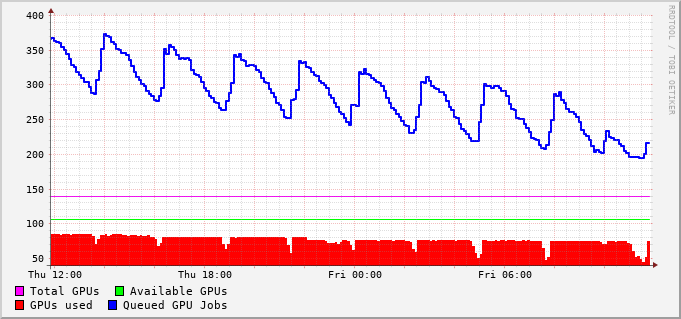 400
350
300
250
200
150
100
50
Thu 12:00 Thu 18:00 Fri 00:00 Fri 06:00
Total GPUs Available GPUs
GPUs used Queued GPU Jobs
RRDTOOL / TOBI OETIKER